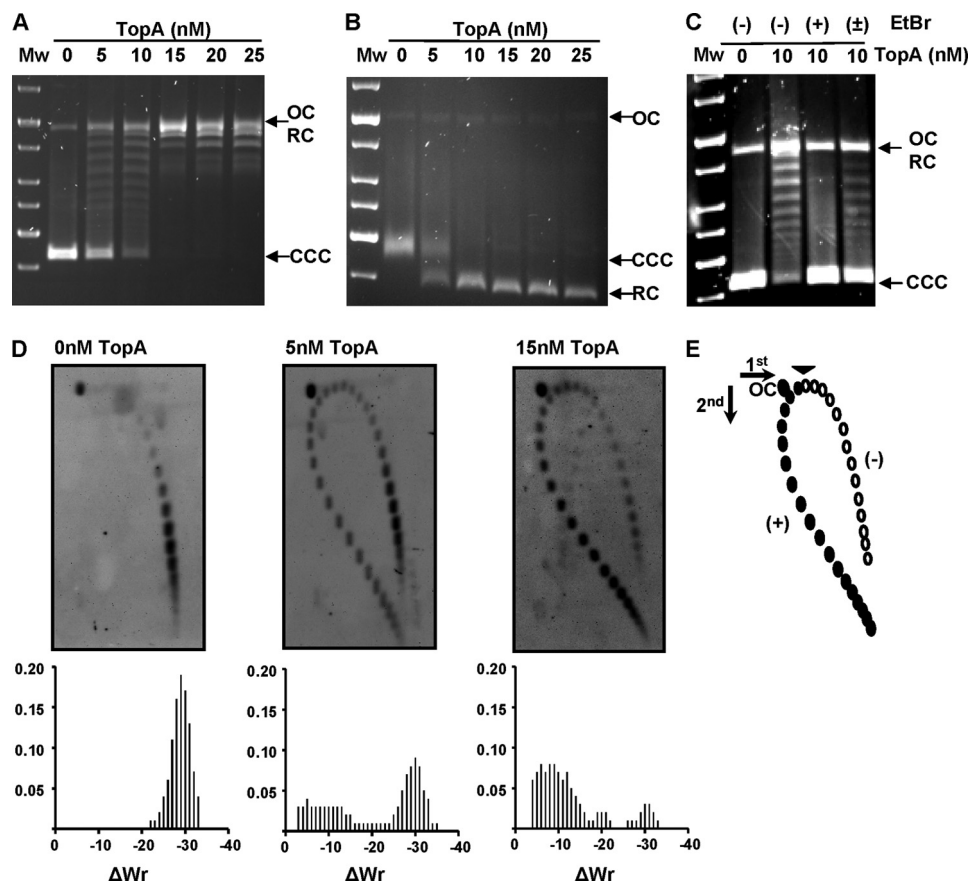 A
TopA (nM)
Mw 0 5 10 15 20 25
OC
RC
CCC
B
TopA (nM)
Mw 0 5 10 15 20 25
OC
CCC
RC
C
(-) (-) (+) (±) EtBr
Mw 0 10 10 10 TopA (nM)
OC
RC
CCC
D
0nM TopA
5nM TopA
15nM TopA
E
1st
OC
2nd
(-)
(+)
0.20
0.15
0.10
0.05
0 -10 -20 -30 -40
ΔWr
0.20
0.15
0.10
0.05
0 -10 -20 -30 -40
ΔWr
0.20
0.15
0.10
0.05
0 -10 -20 -30 -40
ΔWr